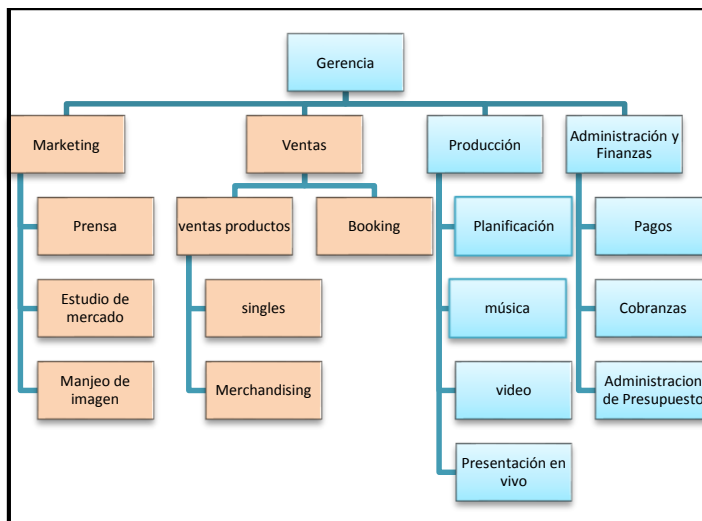 Gerencia
Marketing
Ventas
Producción
Administración y
Finanzas
Prensa
ventas productos
Booking
Planificación
Pagos
Estudio de
mercado
singles
música
Cobranzas
Manjeo de
imagen
Merchandising
video
Administracion
de Presupuesto
Presentación en
vivo